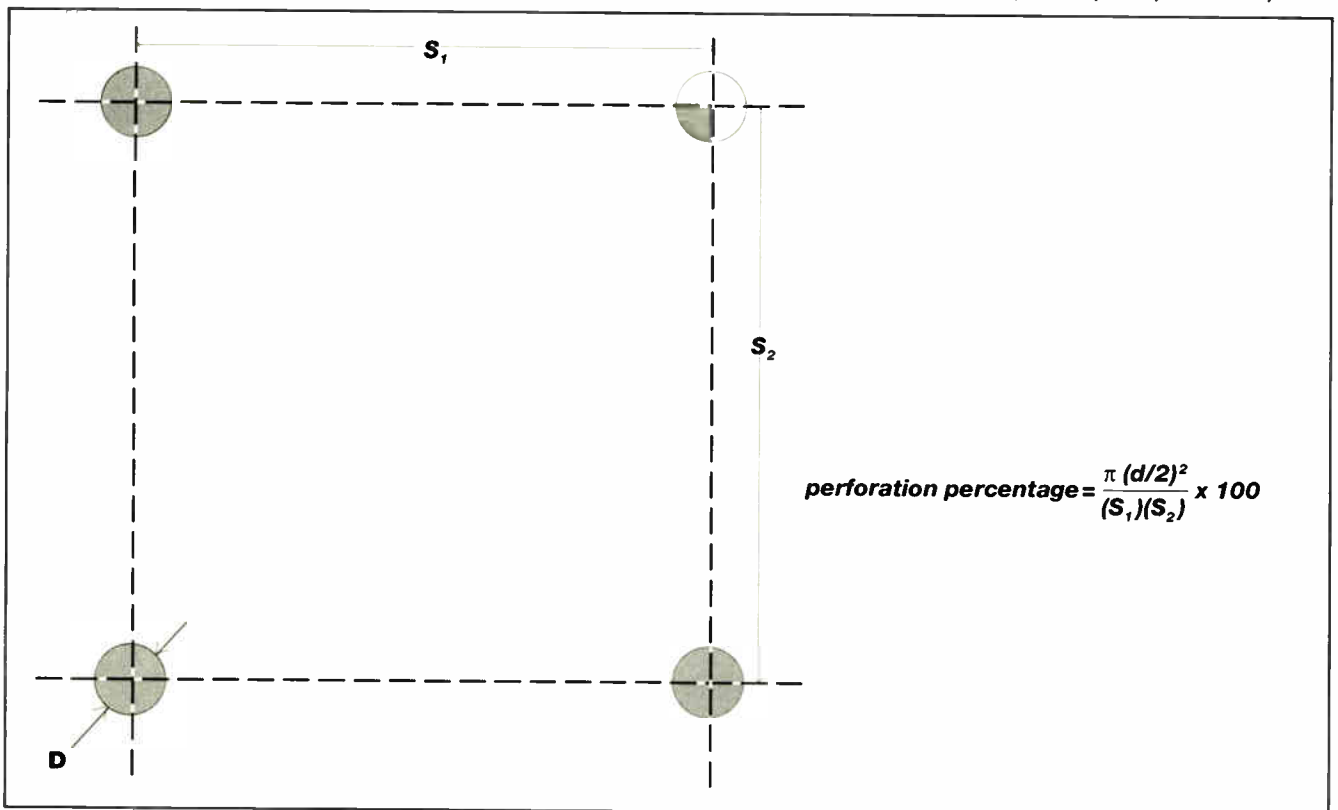 S₁
S₂
perforation percentage = π (d/2)² / (S₁)(S₂) x 100
D